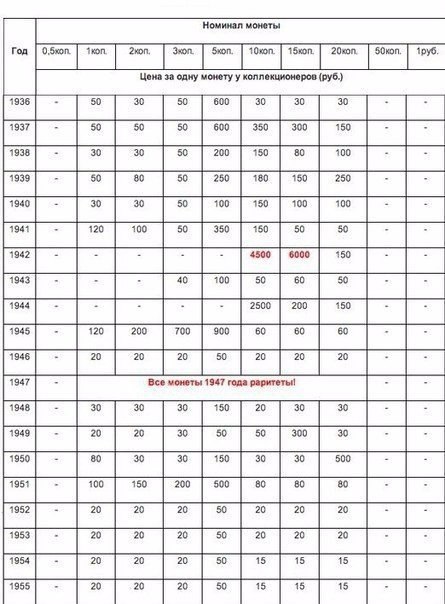 Номинал монеты
Год 0,5коп. 1коп. 2коп. 3коп. 5коп. 10коп. 15коп. 20коп. 50коп. 1руб.
Цена за одну монету у коллекционеров (руб.)
1936 - 50 30 50 600 30 30 30 - -
1937 - 50 50 50 600 350 300 150 - -
1938 - 30 30 50 200 150 80 100 - -
1939 - 50 80 50 250 180 150 250 - -
1940 - 30 30 50 100 150 100 100 - -
1941 - 120 100 50 350 150 50 50 - -
1942 - - - - - 4500 6000 150 - -
1943 - - - 40 100 50 60 50 - -
1944 - - - - - 2500 200 150 - -
1945 - 120 200 700 900 60 60 60 - -
1946 - 20 20 20 50 20 20 20 - -
1947 - Все монеты 1947 года раритеты! - -
1948 - 30 30 30 150 20 30 30 - -
1949 - 20 20 30 50 50 300 30 - -
1950 - 80 30 30 150 30 30 500 - -
1951 - 100 150 200 500 80 80 80 - -
1952 - 20 20 20 50 20 20 20 - -
1953 - 20 20 20 50 20 20 20 - -
1954 - 20 20 20 50 15 15 15 - -
1955 - 20 20 20 50 15 15 15 - -